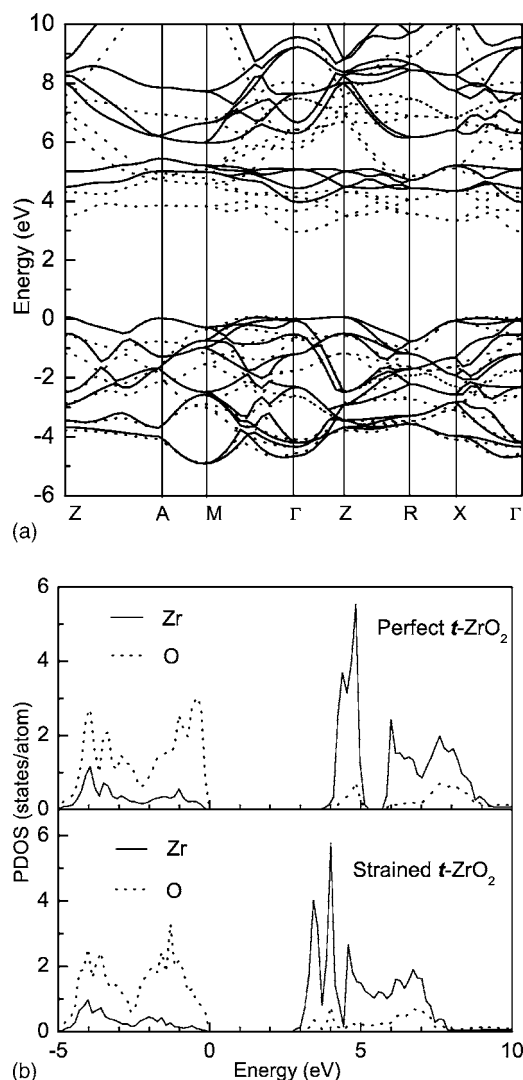 10
8
6
4
2
0
-2
-4
-6
Energy (eV)
Z A M Γ Z R X Γ
(a)
6
4
2
0
Zr
O
Perfect t-ZrO2
PDOS (states/atom)
6
4
2
0
Zr
O
Strained t-ZrO2
-5 0 5 10
Energy (eV)
(b)